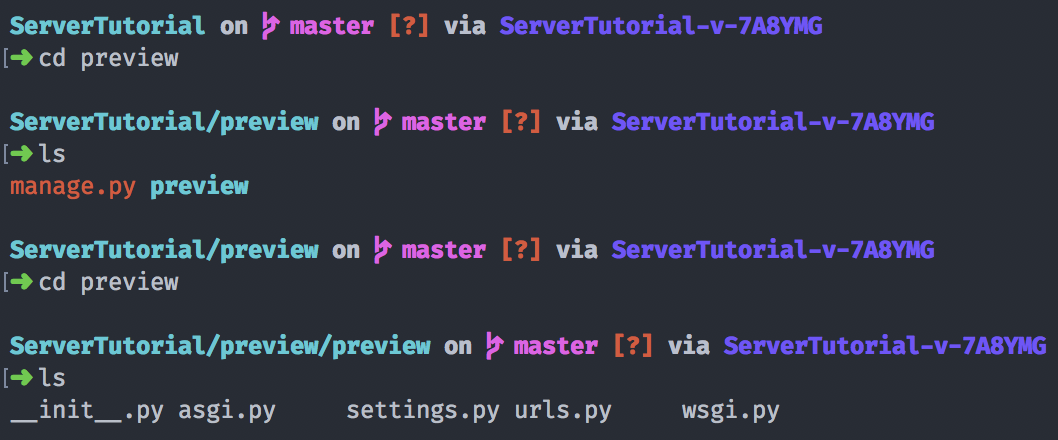 ServerTutorial on master [?] via ServerTutorial-v-7A8YMG
[➜ cd preview
ServerTutorial/preview on master [?] via ServerTutorial-v-7A8YMG
[➜ ls
manage.py preview
ServerTutorial/preview on master [?] via ServerTutorial-v-7A8YMG
[➜ cd preview
ServerTutorial/preview/preview on master [?] via ServerTutorial-v-7A8YMG
[➜ ls
__init__.py asgi.py settings.py urls.py wsgi.py